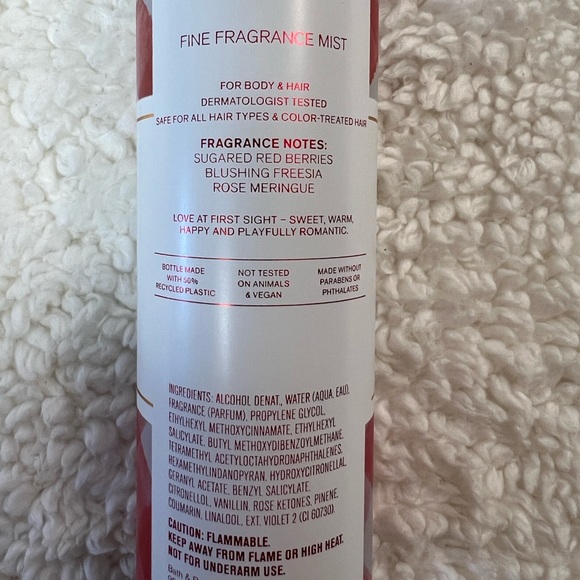 FINE FRAGRANCE MIST
FOR BODY & HAIR
DERMATOLOGIST TESTED
SAFE FOR ALL HAIR TYPES & COLOR-TREATED HAIR
FRAGRANCE NOTES:
SUGARED RED BERRIES
BLUSHING FREESIA
ROSE MERINGUE
LOVE AT FIRST SIGHT – SWEET, WARM,
HAPPY AND PLAYFULLY ROMANTIC.
BOTTLE MADE
WITH 50%
RECYCLED PLASTIC
NOT TESTED
ON ANIMALS
& VEGAN
MADE WITHOUT
PARABENS OR
PHTHALATES
INGREDIENTS: ALCOHOL DENAT., WATER (AQUA, EAU),
FRAGRANCE (PARFUM), PROPYLENE GLYCOL,
ETHYLHEXYL METHOXYCINNAMATE, ETHYLHEXYL
SALICYLATE, BUTYL METHOXYDIBENZOYLMETHANE,
TETRAMETHYL ACETYLOCTAHYDRONAPHTHALENES,
HEXAMETHYLINDANOPYRAN, HYDROXYCITRONELLAL,
GERANYL ACETATE, BENZYL SALICYLATE,
CITRONELLOL, VANILLIN, ROSE KETONES, PINENE,
COUMARIN, LINALOOL, EXT. VIOLET 2 (CI 60730).
CAUTION: FLAMMABLE.
KEEP AWAY FROM FLAME OR HIGH HEAT.
NOT FOR UNDERARM USE.
Bath &